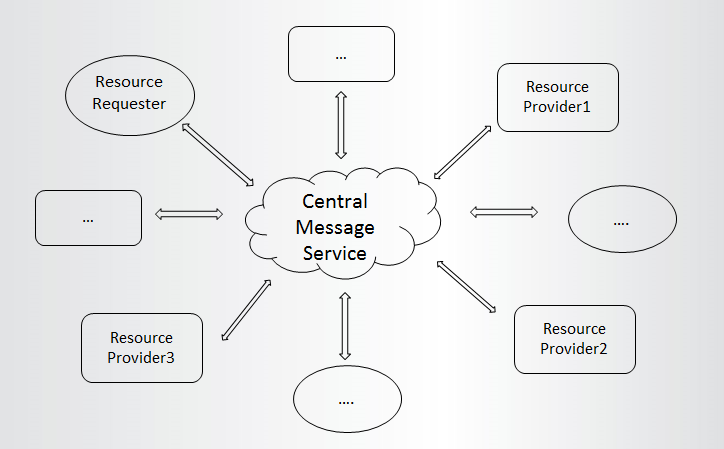 ...
Resource
Requester
Resource
Provider1
Central
Message
Service
...
....
Resource
Provider3
Resource
Provider2
....